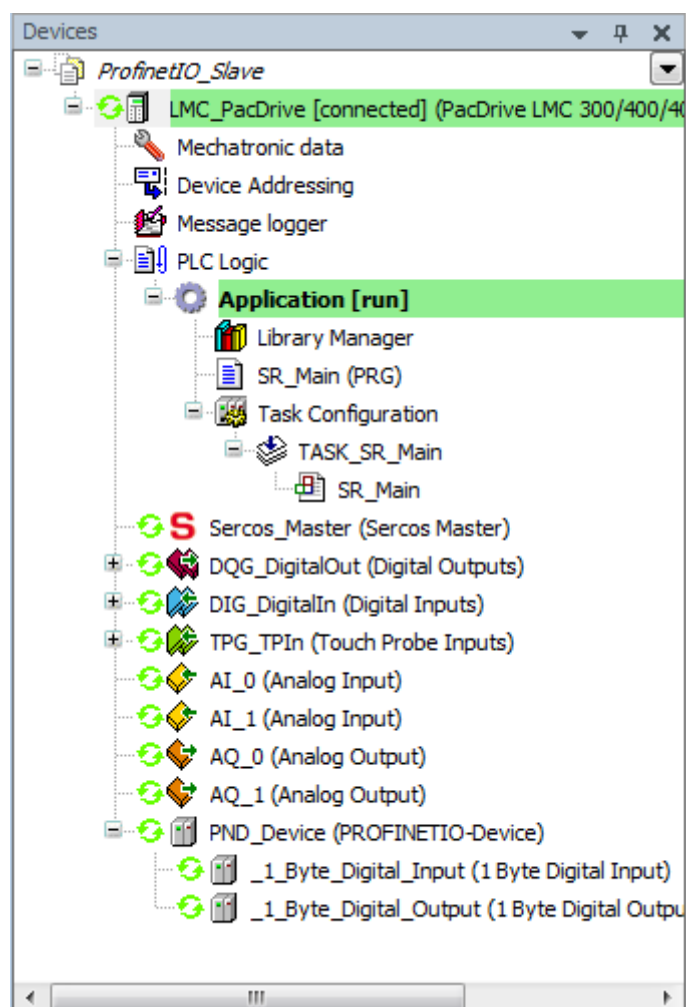 Devices
ProfinetIO_Slave
LMC_PacDrive [connected] (PacDrive LMC 300/400/40
Mechatronic data
Device Addressing
Message logger
PLC Logic
Application [run]
Library Manager
SR_Main (PRG)
Task Configuration
TASK_SR_Main
SR_Main
Sercos_Master (Sercos Master)
DQG_DigitalOut (Digital Outputs)
DIG_DigitalIn (Digital Inputs)
TPG_TPIn (Touch Probe Inputs)
AI_0 (Analog Input)
AI_1 (Analog Input)
AQ_0 (Analog Output)
AQ_1 (Analog Output)
PND_Device (PROFINETIO-Device)
_1_Byte_Digital_Input (1 Byte Digital Input)
_1_Byte_Digital_Output (1 Byte Digital Outpu